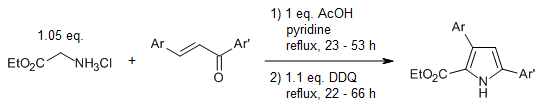 1.05 eq.
EtO₂C NH₃Cl
+
Ar Ar'
O
1) 1 eq. AcOH
pyridine
reflux, 23 - 53 h
2) 1.1 eq. DDQ
reflux, 22 - 66 h
Ar
EtO₂C N Ar'
H